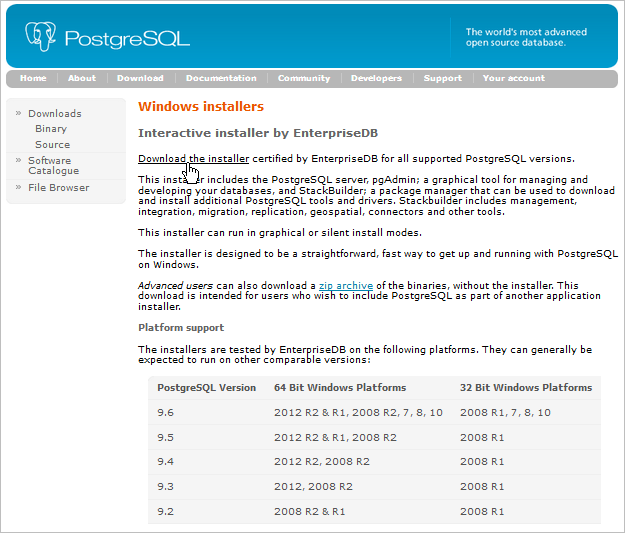 PostgreSQL
The world's most advanced
open source database.
Home About Download Documentation Community Developers Support Your account
» Downloads
Binary
Source
» Software
Catalogue
» File Browser
Windows installers
Interactive installer by EnterpriseDB
Download the installer certified by EnterpriseDB for all supported PostgreSQL versions.
This installer includes the PostgreSQL server, pgAdmin; a graphical tool for managing and
developing your databases, and StackBuilder; a package manager that can be used to download
and install additional PostgreSQL tools and drivers. Stackbuilder includes management,
integration, migration, replication, geospatial, connectors and other tools.
This installer can run in graphical or silent install modes.
The installer is designed to be a straightforward, fast way to get up and running with PostgreSQL
on Windows.
Advanced users can also download a zip archive of the binaries, without the installer. This
download is intended for users who wish to include PostgreSQL as part of another application
installer.
Platform support
The installers are tested by EnterpriseDB on the following platforms. They can generally be
expected to run on other comparable versions:
PostgreSQL Version 64 Bit Windows Platforms 32 Bit Windows Platforms
9.6 2012 R2 & R1, 2008 R2, 7, 8, 10 2008 R1, 7, 8, 10
9.5 2012 R2 & R1, 2008 R2 2008 R1
9.4 2012 R2, 2008 R2 2008 R1
9.3 2012, 2008 R2 2008 R1
9.2 2008 R2 & R1 2008 R1